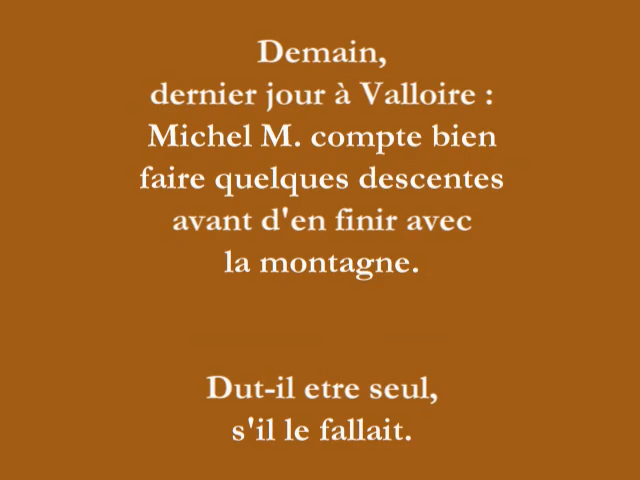 Demain,
dernier jour à Valloire :
Michel M. compte bien
faire quelques descentes
avant d'en finir avec
la montagne.
Dut-il etre seul,
s'il le fallait.